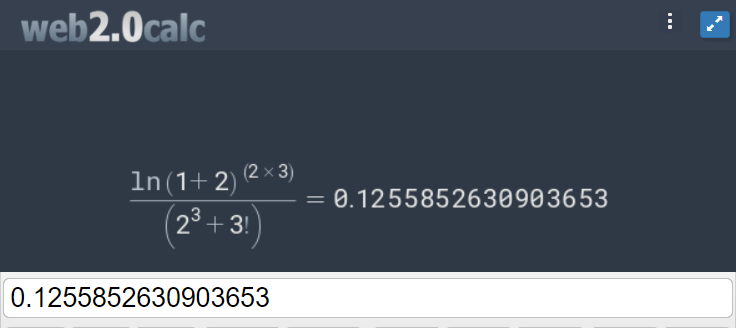 web2.0calc
ln(1+2)^(2×3) / (2^3+3!) = 0.1255852630903653
0.1255852630903653